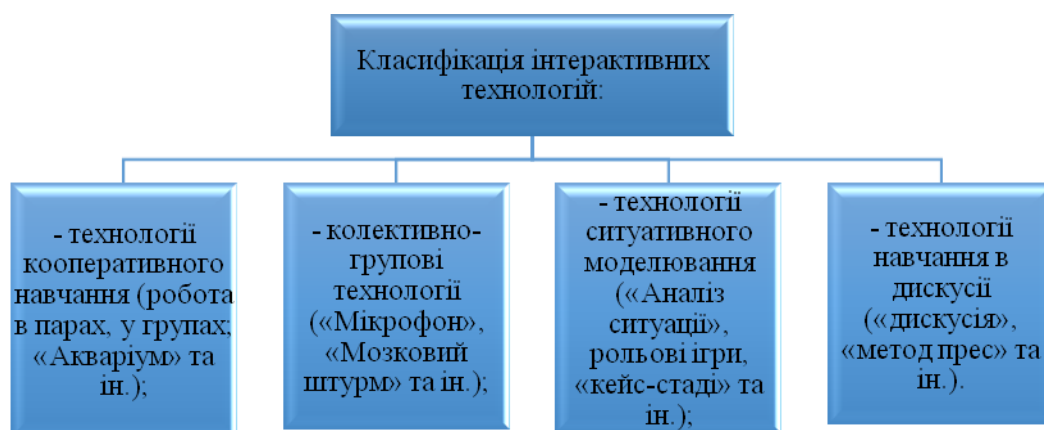 Класифікація інтерактивних
технологій:
- технології
кооперативного
навчання (робота
в парах, у групах;
«Акваріум» та
ін.);
- колективно-
групові
технології
(«Мікрофон»,
«Мозковий
штурм» та ін.);
- технології
ситуативного
моделювання
(«Аналіз
ситуації»,
рольові ігри,
«кейс-стаді» та
ін.);
- технології
навчання в
дискусії
(«дискусія»,
«метод прес» та
ін.).